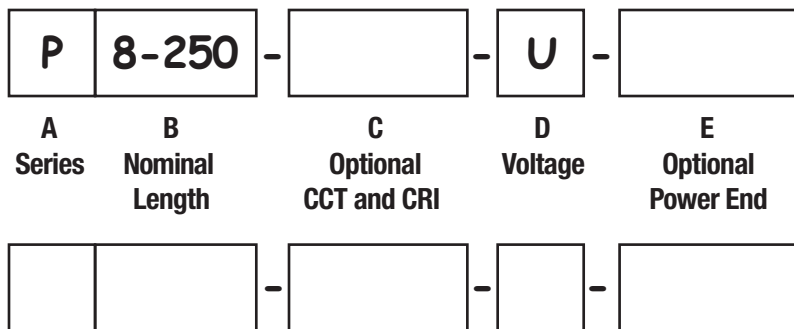 P 8-250 - - U -
A B C D E
Series Nominal Optional Voltage Optional
Length CCT and CRI Power End
- - -